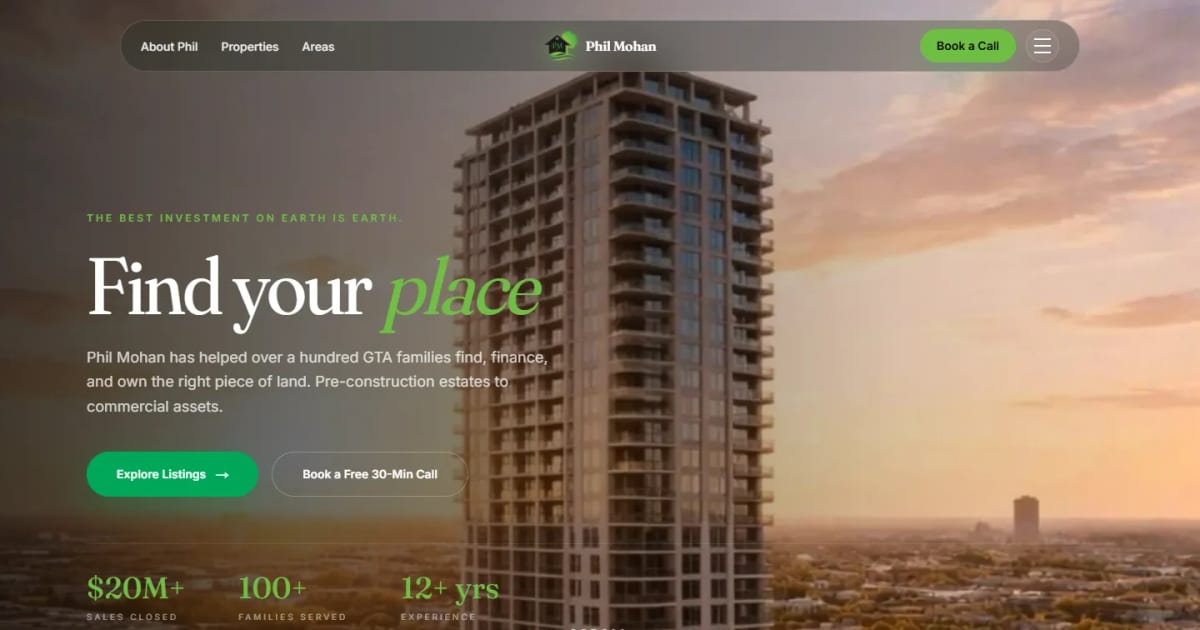 About Phil Properties Areas PM Phil Mohan Book a Call
THE BEST INVESTMENT ON EARTH IS EARTH.
Find your place
Phil Mohan has helped over a hundred GTA families find, finance,
and own the right piece of land. Pre-construction estates to
commercial assets.
Explore Listings → Book a Free 30-Min Call
$20M+ 100+ 12+ yrs
SALES CLOSED FAMILIES SERVED EXPERIENCE